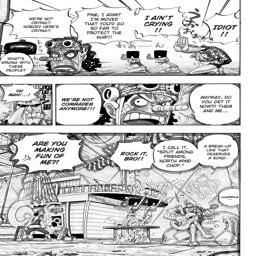 IDIOT
!!
I AIN'T
CRYING
!!
FINE, I ADMIT
I'M MOVED
THAT YOU'D GO
SO FAR TO
PROTECT THE
SHIP!!
WE'RE NOT
CRYING!!
NOBODY HERE'S
CRYING!!
WHAT'S
WRONG WITH
THESE
PEOPLE?
ANYWAY, DO
YOU GET IT
NOW?! THEM
AND ME...
WE'RE NOT
COMRADES
ANYMORE!!!
OH
MAN!...!
A BREAK-UP
LIKE THAT
DESERVES
A SONG.
I CALL IT,
"SPLIT AMONG
FRIENDS,
NORTH WIND
CHOP."
ROCK IT,
BRO!!
ARE YOU
MAKING
FUN OF
ME?!